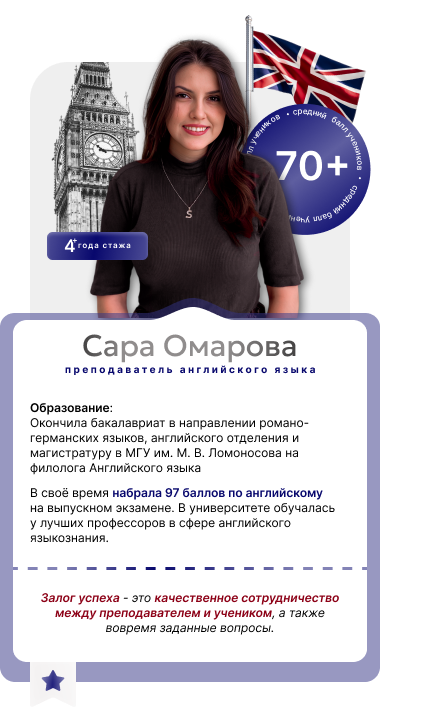 средний балл учеников • средний балл учеников •
70+
4+ года стажа
S
Сара Омарова
преподаватель английского языка
Образование:
Окончила бакалавриат в направлении романо-
германских языков, английского отделения и
магистратуру в МГУ им. М. В. Ломоносова на
филолога Английского языка
В своё время набрала 97 баллов по английскому
на выпускном экзамене. В университете обучалась
у лучших профессоров в сфере английского
языкознания.
Залог успеха - это качественное сотрудничество
между преподавателем и учеником, а также
вовремя заданные вопросы.